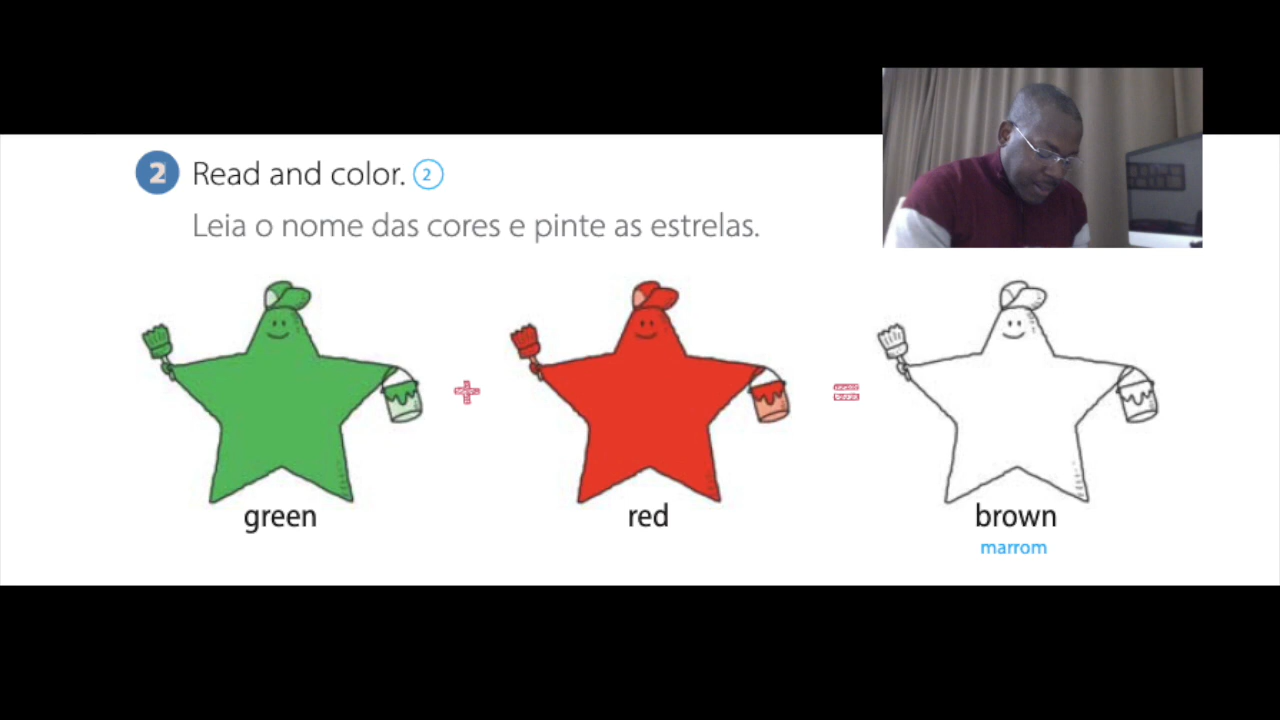 2 Read and color. 2
Leia o nome das cores e pinte as estrelas.
+ =
green red brown
marrom